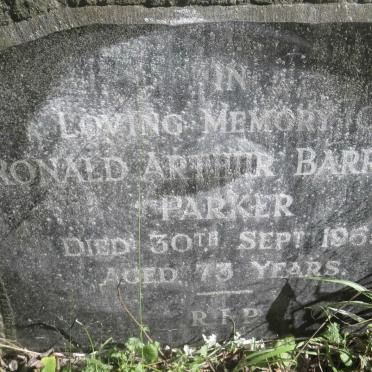 IN
LOVING MEMORY
RONALD ARTHUR
PARKER
DIED 30TH SEPT
AGED 73 YEARS.
R.I.P.